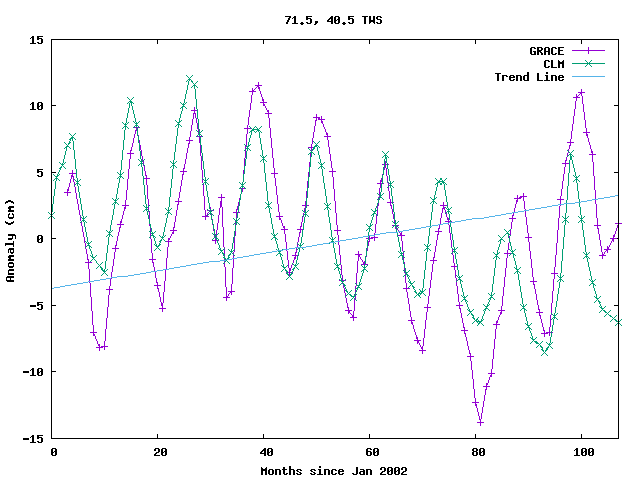 71.5, 40.5 TWS
GRACE
CLM
Trend Line
15
10
5
0
-5
-10
-15
Anomaly (cm)
0 20 40 60 80 100
Months since Jan 2002